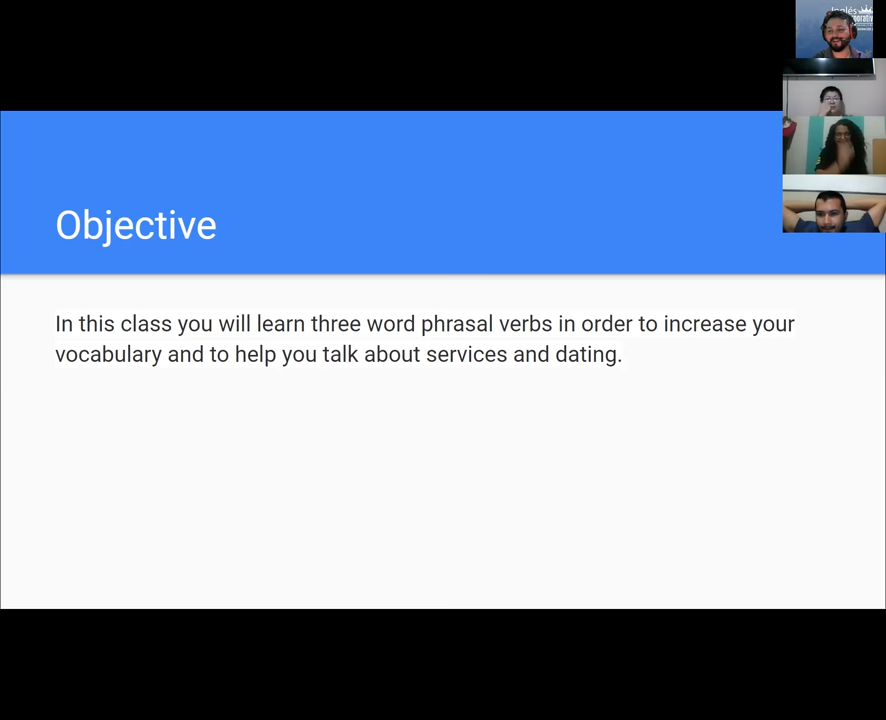 Inglés
Objective
In this class you will learn three word phrasal verbs in order to increase your
vocabulary and to help you talk about services and dating.